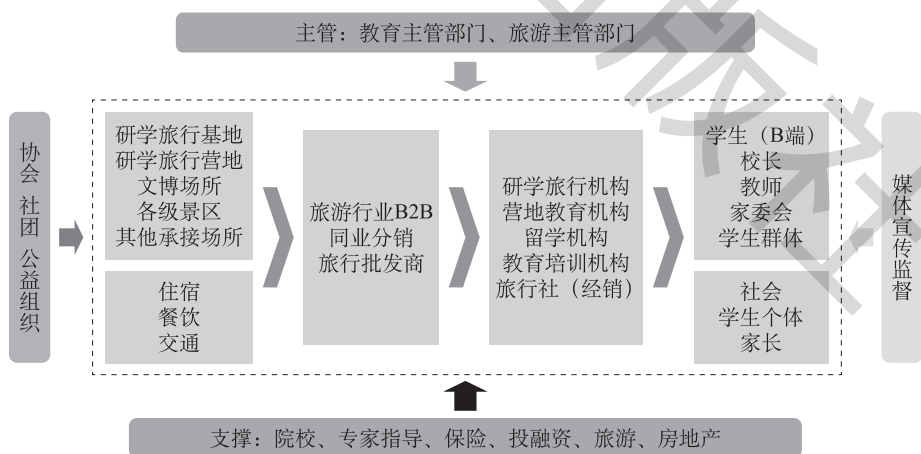 主管：教育主管部门、旅游主管部门
协会 社团 公益组织
研学旅行基地
研学旅行营地
文博场所
各级景区
其他承接场所
住宿
餐饮
交通
旅游行业B2B
同业分销
旅行批发商
研学旅行机构
营地教育机构
留学机构
教育培训机构
旅行社（经销）
学生（B端）
校长
教师
家委会
学生群体
社会
学生个体
家长
媒体宣传监督
支撑：院校、专家指导、保险、投融资、旅游、房地产
版社